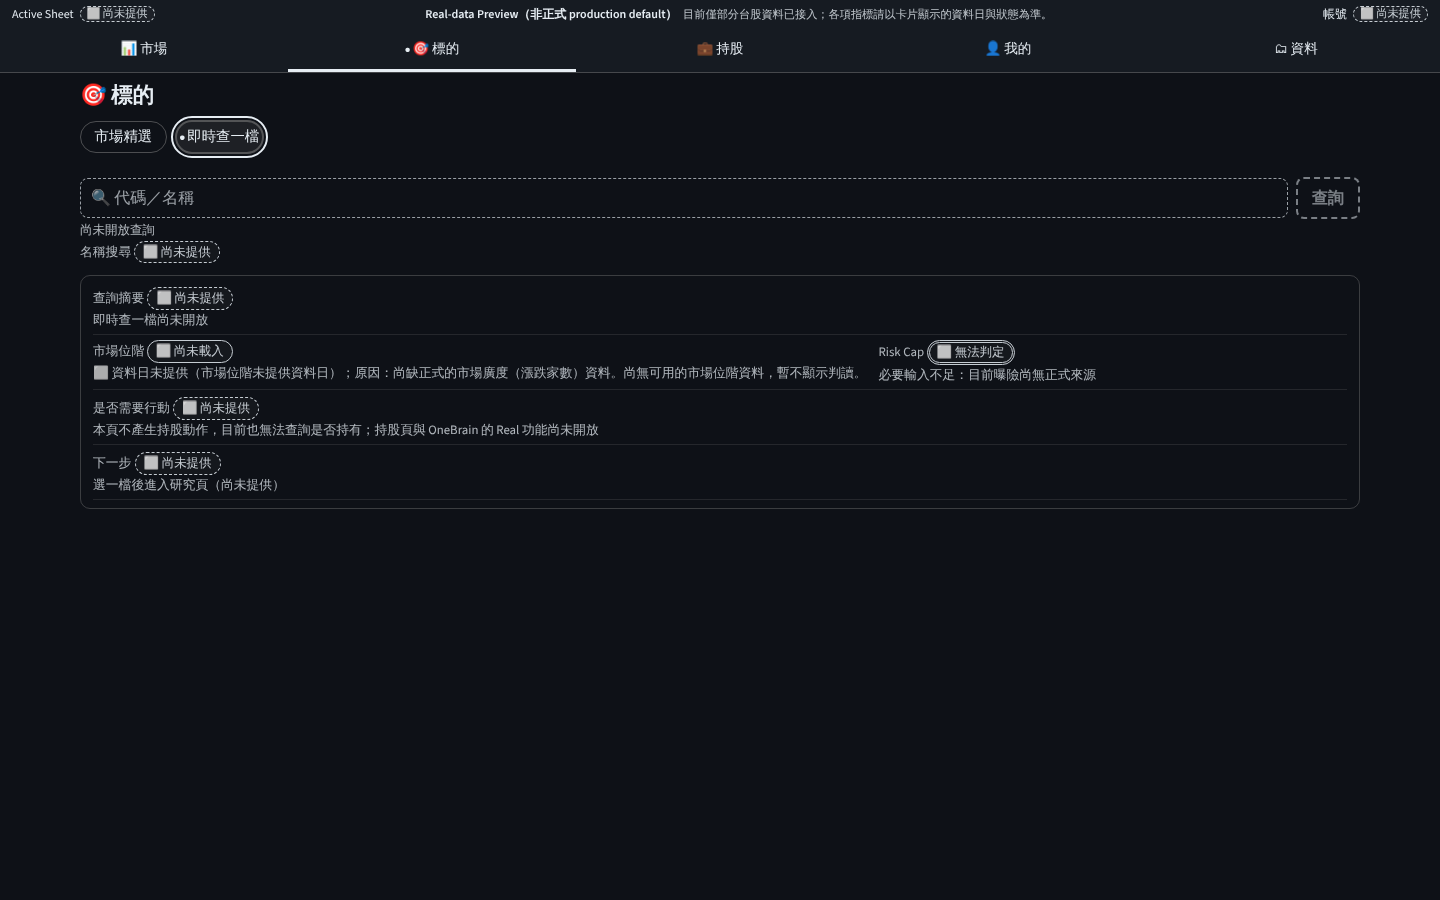 Active Sheet 尚未提供 Real-data Preview（非正式 production default） 目前僅部分台股資料已接入；各項指標請以卡片顯示的資料日與狀態為準。 帳號 尚未提供
市場 標的 持股 我的 資料
標的
市場精選 即時查一檔
代碼／名稱 查詢
尚未開放查詢
名稱搜尋 尚未提供
查詢摘要 尚未提供
即時查一檔尚未開放
市場位階 尚未載入
資料日未提供（市場位階未提供資料日）；原因：尚缺正式的市場廣度（漲跌家數）資料。尚無可用的市場位階資料，暫不顯示判讀。
Risk Cap 無法判定
必要輸入不足：目前曝險尚無正式來源
是否需要行動 尚未提供
本頁不產生持股動作，目前也無法查詢是否持有；持股頁與 OneBrain 的 Real 功能尚未開放
下一步 尚未提供
選一檔後進入研究頁（尚未提供）